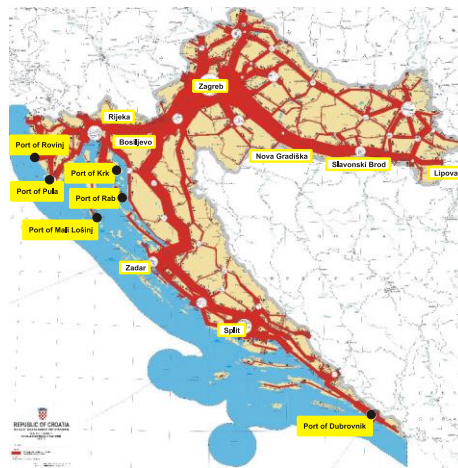 Zagreb
Rijeka
Bosiljevo
Port of Rovinj
Nova Gradiška
Slavonski Brod
Lipova
Port of Krk
Port of Pula
Port of Rab
Port of Mali Lošinj
Zadar
Split
REPUBLIC OF CROATIA
Port of Dubrovnik